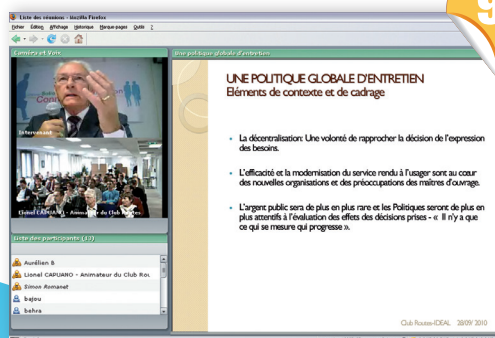 Liste des réunions - Mozilla Firefox
Fichier Édition Affichage Historique Marque-pages Outils ?
Caméra et Voix
Une politique globale d'entretien
Intervenant
Lionel CAPUANO - Animateur du Club Routes
Liste des participants (13)
Aurélien B
Lionel CAPUANO - Animateur du Club Rou
Simon Romanet
bajou
behra
UNE POLITIQUE GLOBALE D'ENTRETIEN
Eléments de contexte et de cadrage
• La décentralisation: Une volonté de rapprocher la décision de l'expression
des besoins.
• L'efficacité et la modernisation du service rendu à l'usager sont au cœur
des nouvelles organisations et des préoccupations des maîtres d'ouvrage.
• L'argent public sera de plus en plus rare et les Politiques seront de plus en
plus attentifs à l'évaluation des effets des décisions prises - « Il n'y a que
ce qui se mesure qui progresse ».
Club Routes-IDEAL 28/09/ 2010
9